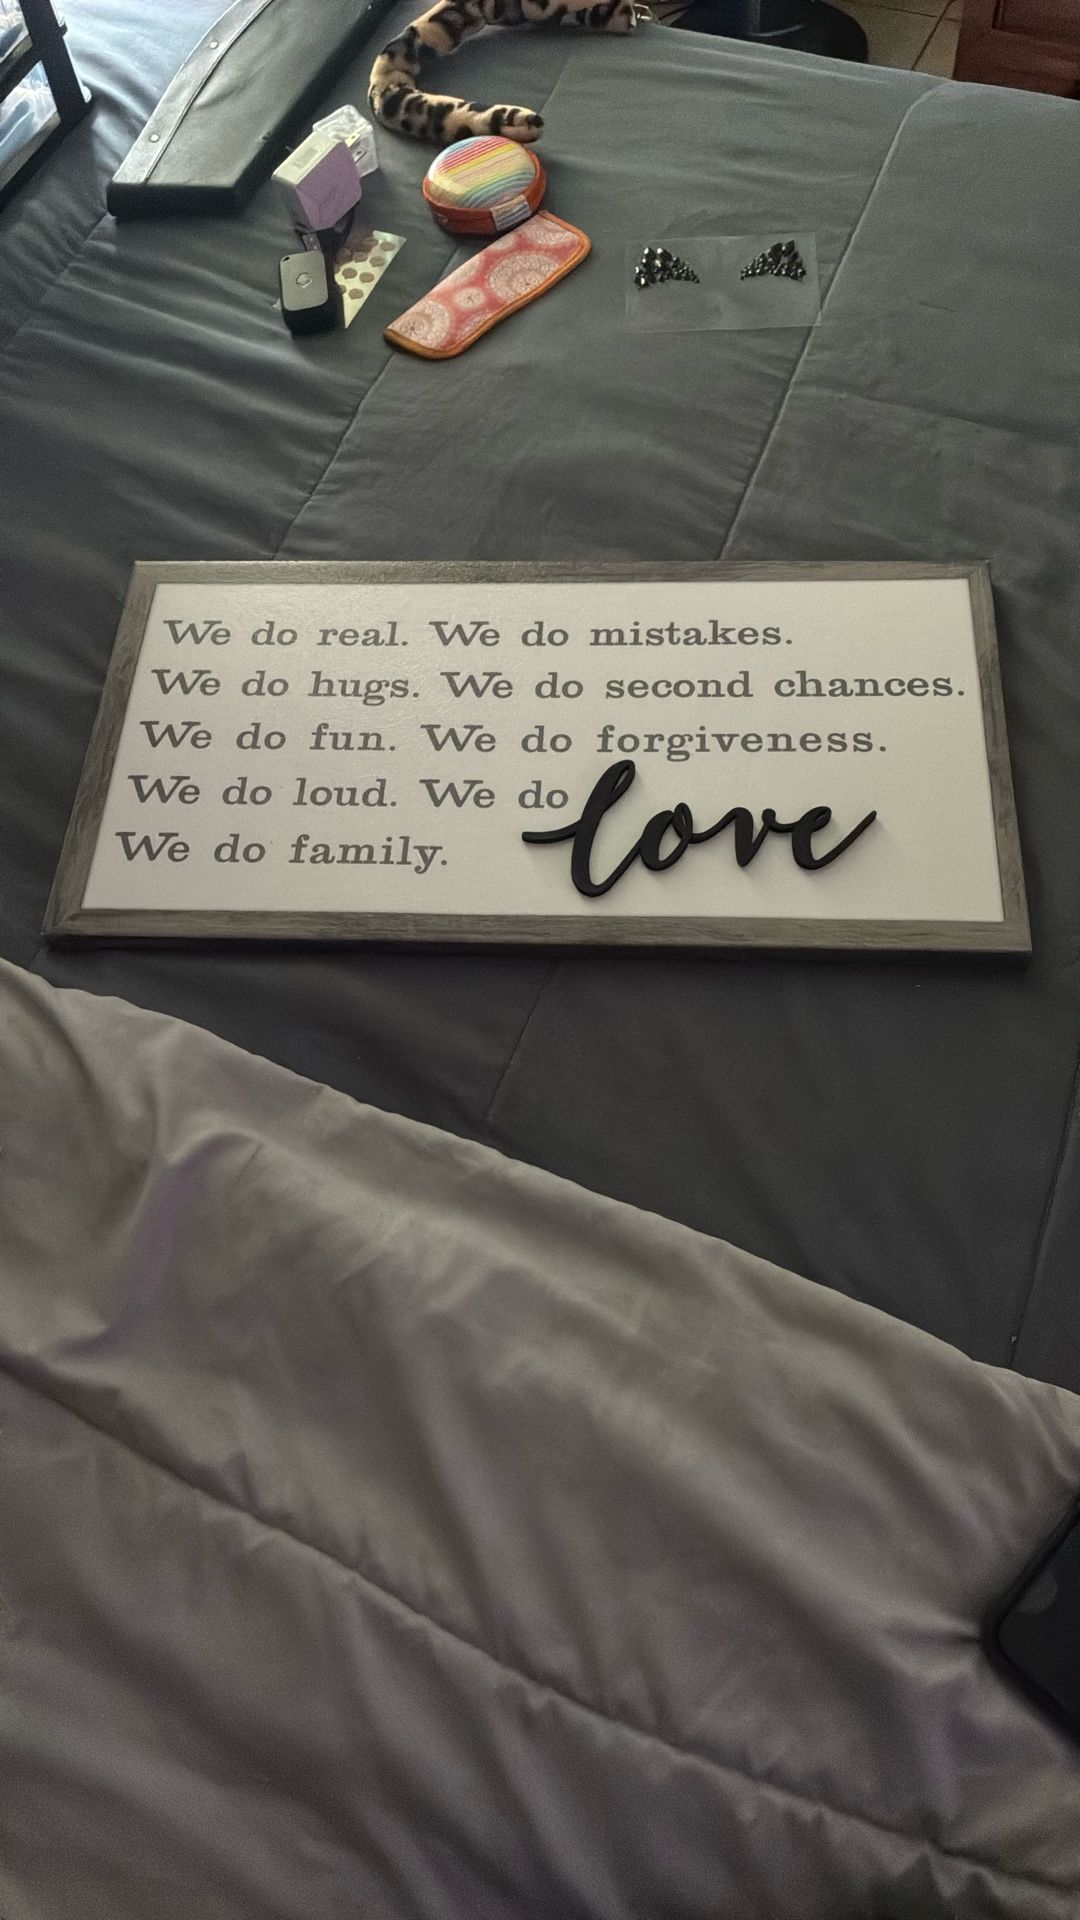 We do real. We do mistakes.
We do hugs. We do second chances.
We do fun. We do forgiveness.
We do loud. We do love
We do family.